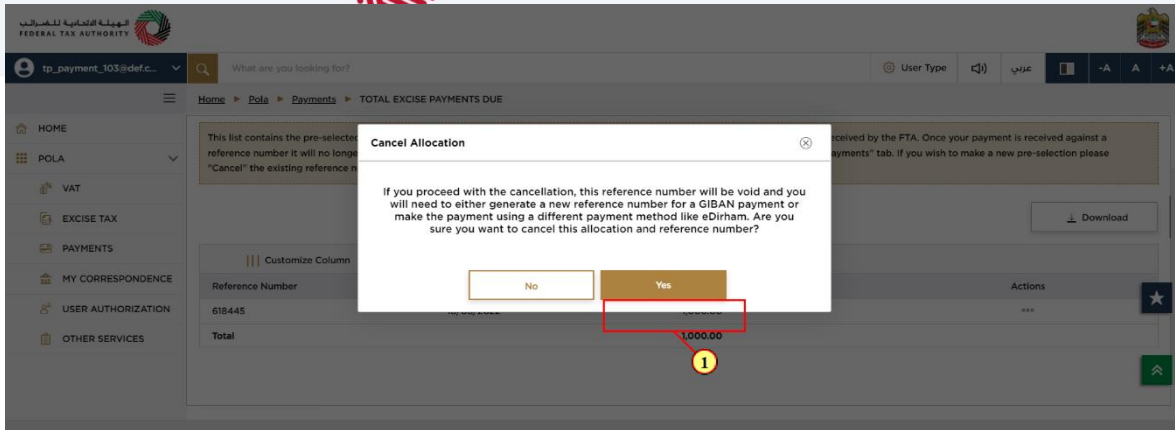 الهيئة الاتحادية للضرائب
FEDERAL TAX AUTHORITY
tp_payment_103@def.c...
What are you looking for?
User Type
عربي
-A
A
+A
Home ▶ Pola ▶ Payments ▶ TOTAL EXCISE PAYMENTS DUE
HOME
POLA
VAT
EXCISE TAX
PAYMENTS
MY CORRESPONDENCE
USER AUTHORIZATION
OTHER SERVICES
This list contains the pre-selected
eceived by the FTA. Once your payment is received against a
reference number it will no longe
ayments" tab. If you wish to make a new pre-selection please
"Cancel" the existing reference n
Cancel Allocation
If you proceed with the cancellation, this reference number will be void and you
will need to either generate a new reference number for a GIBAN payment or
make the payment using a different payment method like eDirham. Are you
sure you want to cancel this allocation and reference number?
No
Yes
Download
Customize Column
Reference Number
Actions
618445
1,000.00
Total
1,000.00
1